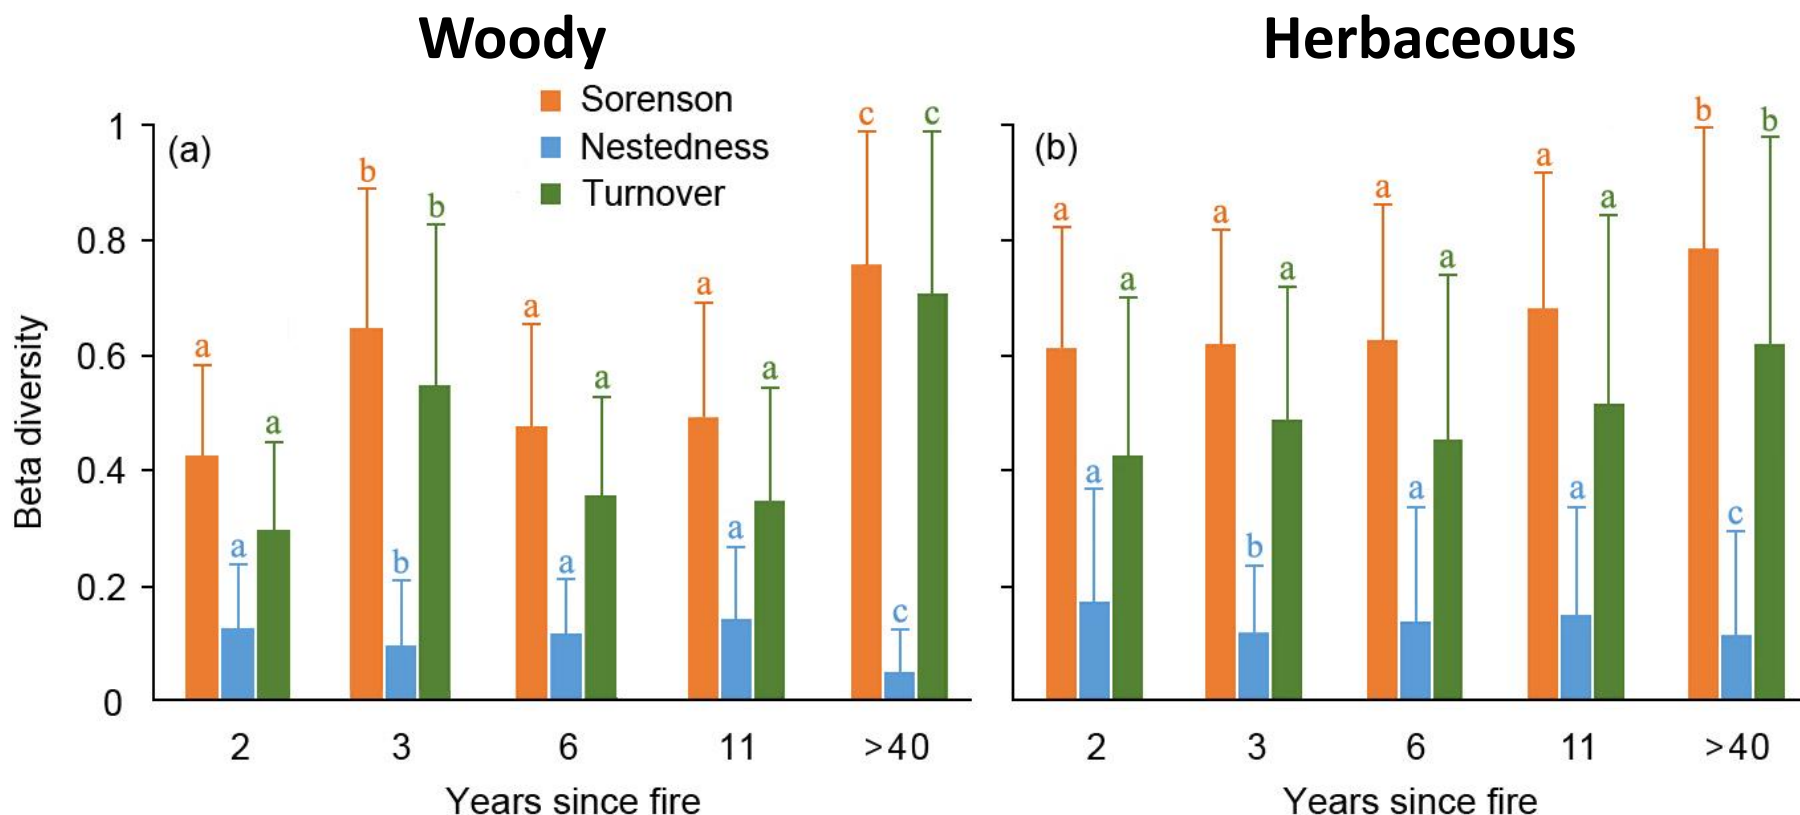 Woody
Herbaceous
Sorenson
Nestedness
Turnover
(a)
(b)
Beta diversity
1
0.8
0.6
0.4
0.2
0
a a a
b b b
a a a
a a a
c c c
a a a
a b a
a a a
a a a
b c b
2 3 6 11 >40
2 3 6 11 >40
Years since fire
Years since fire